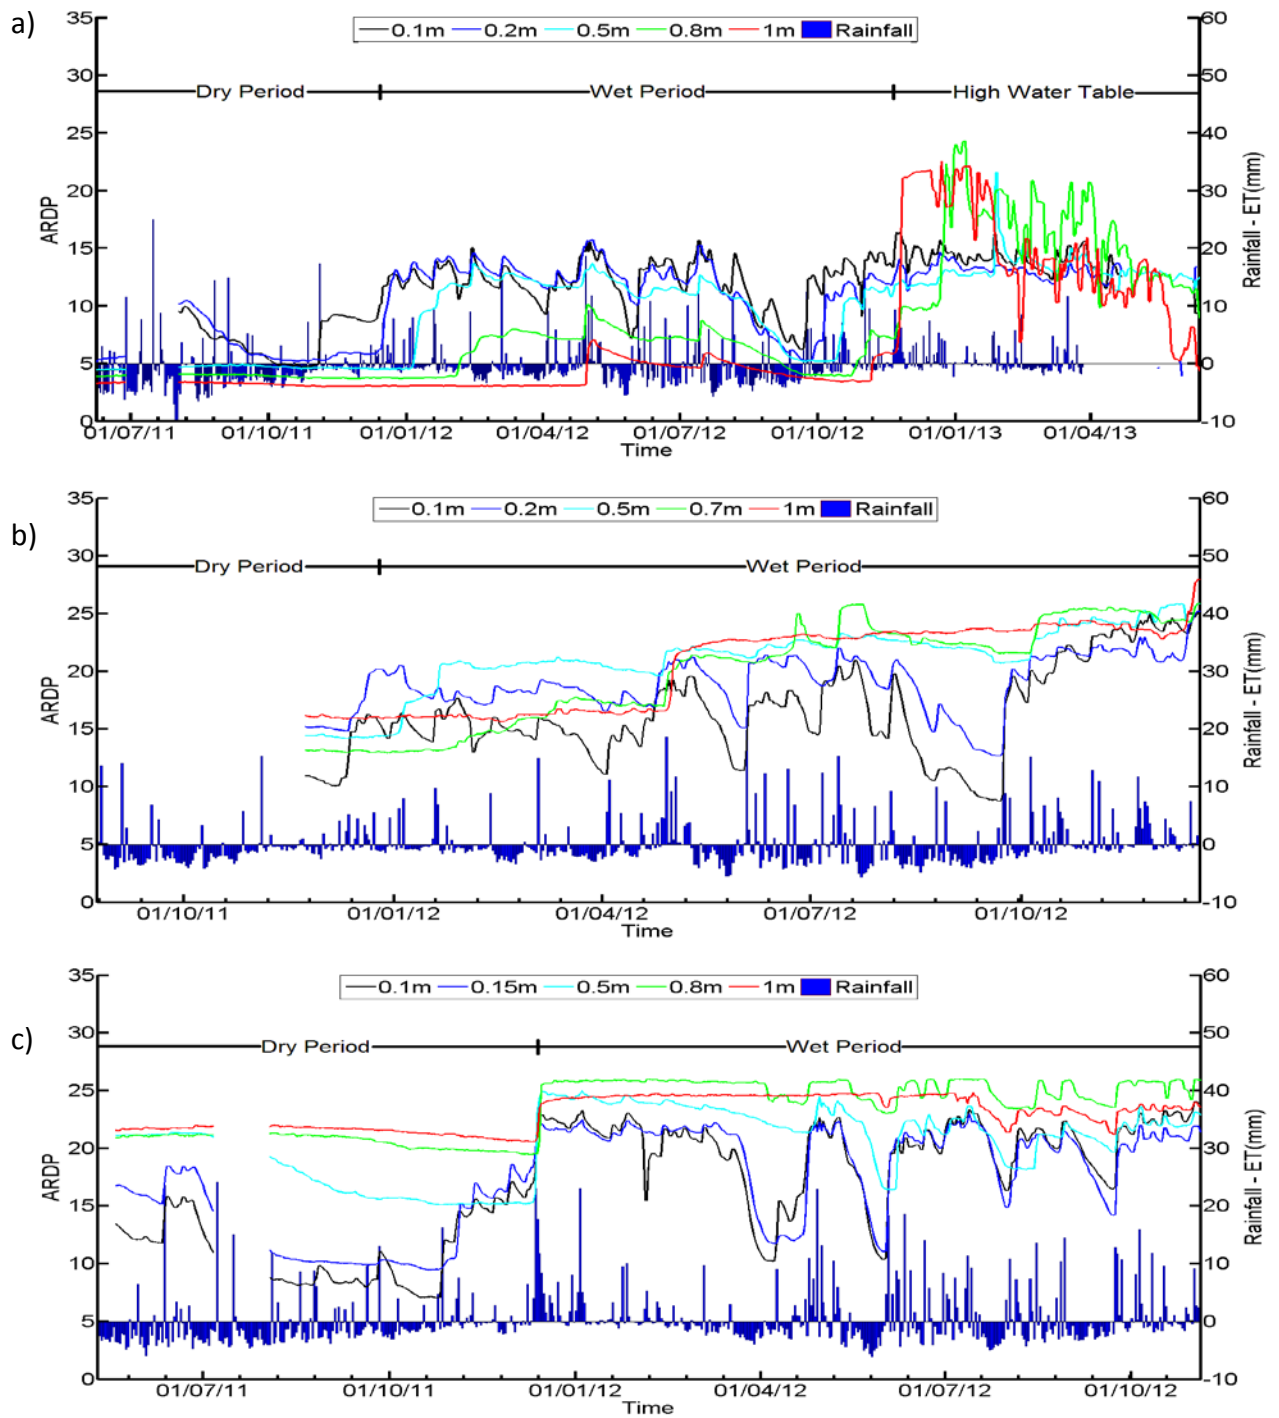 a)
0.1m 0.2m 0.5m 0.8m 1m Rainfall
Dry Period Wet Period High Water Table
35 30 25 20 15 10 5 0
ARDP
60 50 40 30 20 10 0 -10
Rainfall - ET(mm)
01/07/11 01/10/11 01/01/12 01/04/12 01/07/12 01/10/12 01/01/13 01/04/13
Time
b)
0.1m 0.2m 0.5m 0.7m 1m Rainfall
Dry Period Wet Period
35 30 25 20 15 10 5 0
ARDP
60 50 40 30 20 10 0 -10
Rainfall - ET(mm)
01/10/11 01/01/12 01/04/12 01/07/12 01/10/12
Time
c)
0.1m 0.15m 0.5m 0.8m 1m Rainfall
Dry Period Wet Period
35 30 25 20 15 10 5 0
ARDP
60 50 40 30 20 10 0 -10
Rainfall - ET(mm)
01/07/11 01/10/11 01/01/12 01/04/12 01/07/12 01/10/12
Time